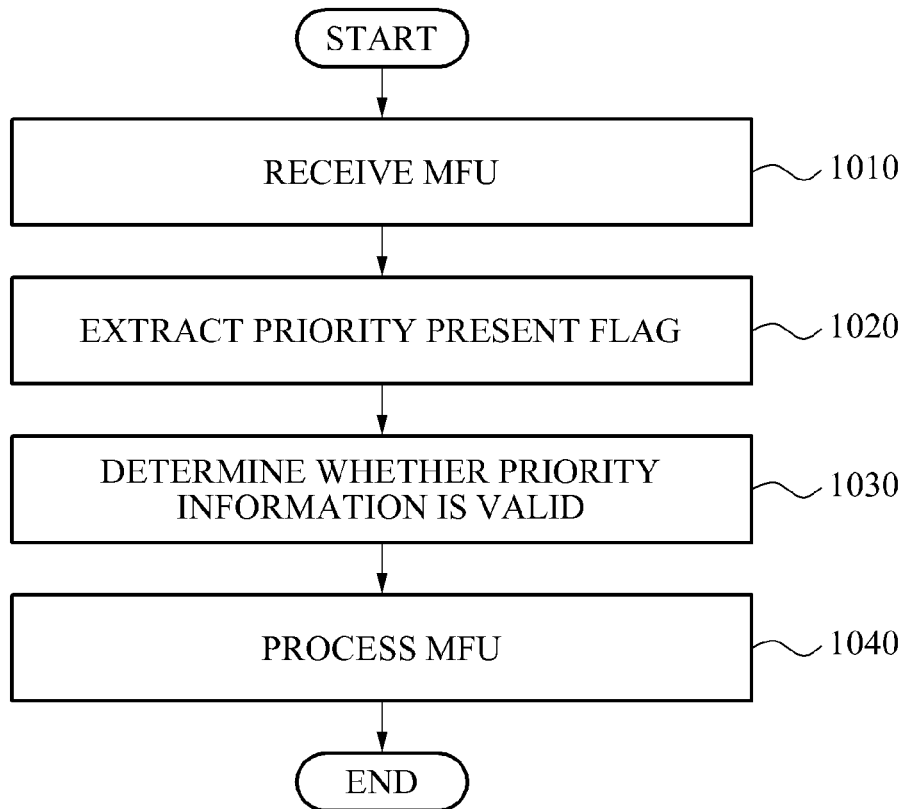 START
RECEIVE MFU
1010
EXTRACT PRIORITY PRESENT FLAG
1020
DETERMINE WHETHER PRIORITY
INFORMATION IS VALID
1030
PROCESS MFU
1040
END